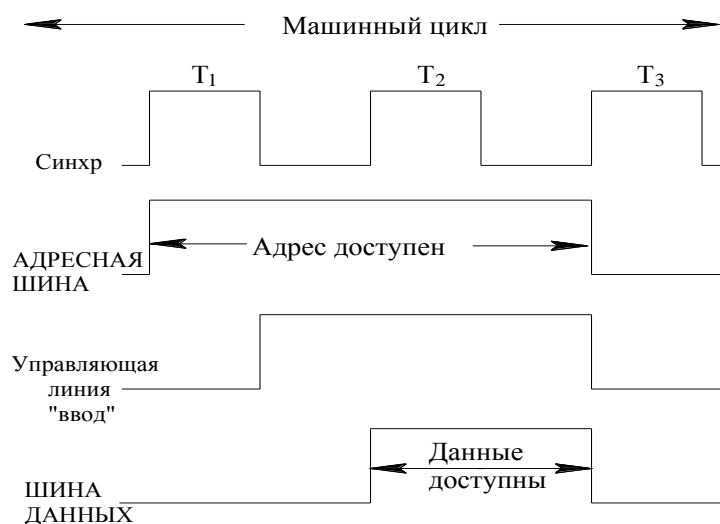 Машинный цикл
T₁ T₂ T₃
Синхр
Адрес доступен
АДРЕСНАЯ
ШИНА
Управляющая
линия
"ввод"
Данные
доступны
ШИНА
ДАННЫХ